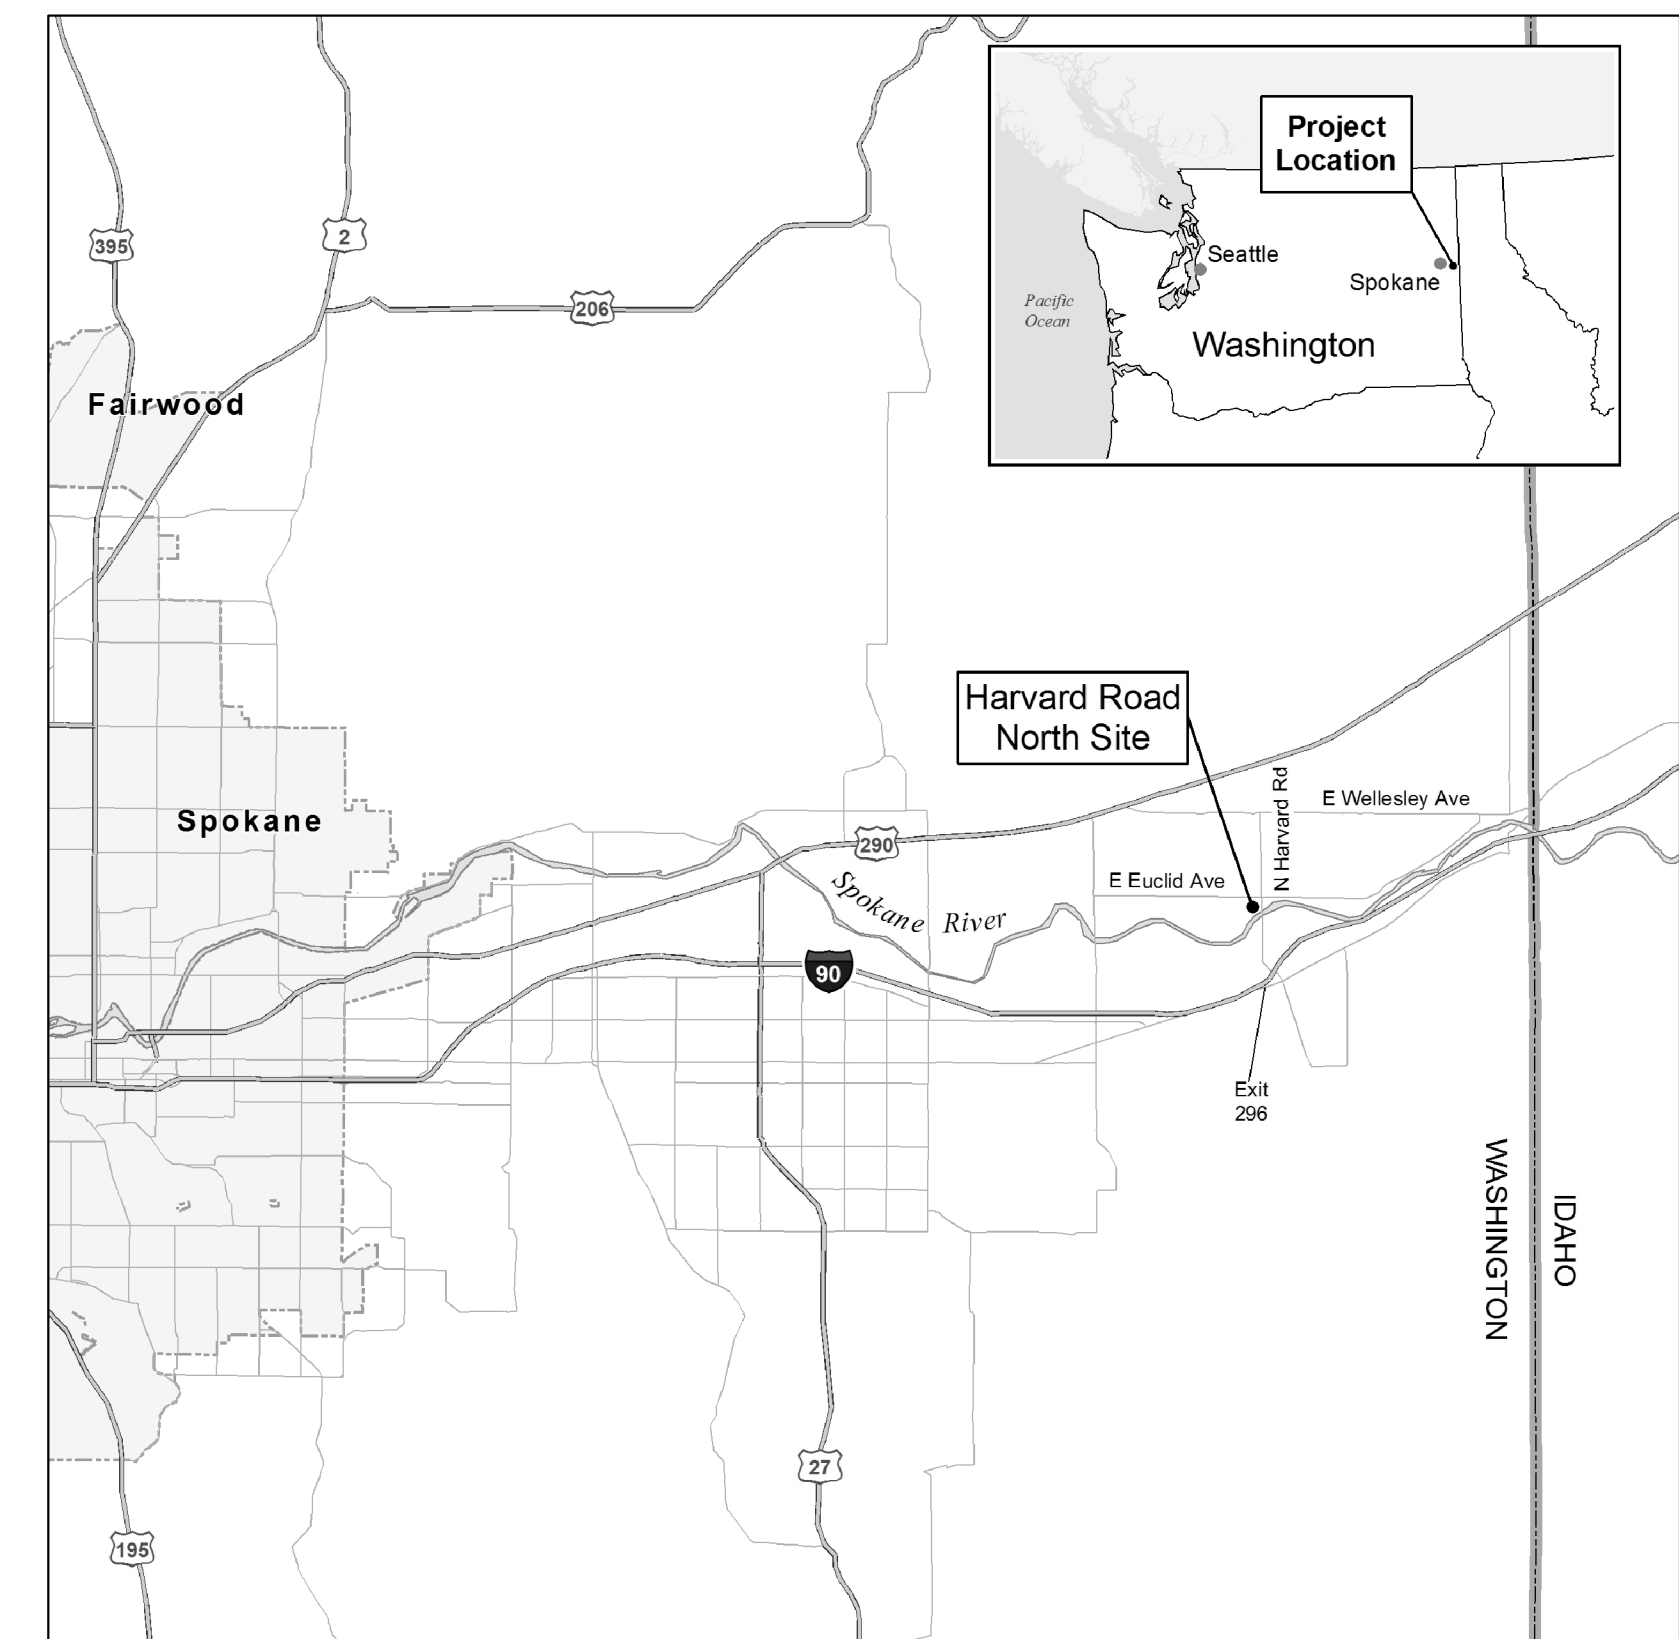 Project
Location
Seattle
Spokane
Pacific
Ocean
Washington
395
2
206
Fairwood
Harvard Road
North Site
N Harvard Rd
E Wellesley Ave
Spokane
290
E Euclid Ave
Spokane River
90
Exit
296
WASHINGTON
IDAHO
27
195